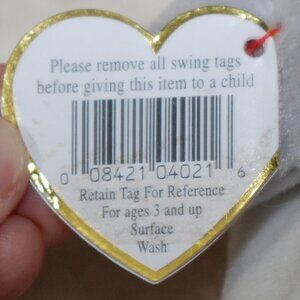 Please remove all swing tags
before giving this item to a child
0 08421 04021 6
Retain Tag For Reference
For ages 3 and up
Surface
Wash